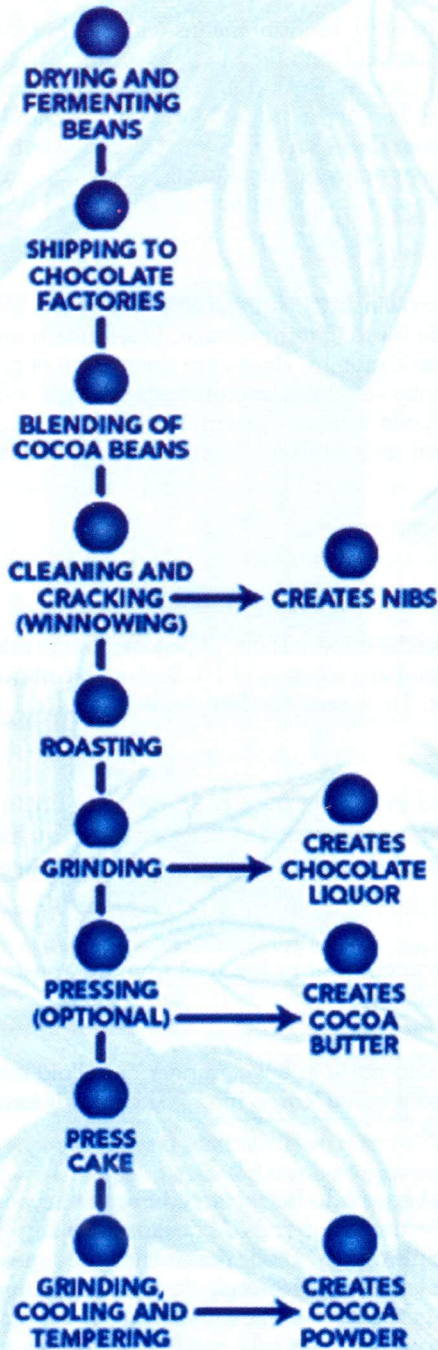 DRYING AND
FERMENTING
BEANS
SHIPPING TO
CHOCOLATE
FACTORIES
BLENDING OF
COCOA BEANS
CLEANING AND
CRACKING
(WINNOWING)
CREATES NIBS
ROASTING
GRINDING
CREATES
CHOCOLATE
LIQUOR
PRESSING
(OPTIONAL)
CREATES
COCOA
BUTTER
PRESS
CAKE
GRINDING,
COOLING AND
TEMPERING
CREATES
COCOA
POWDER